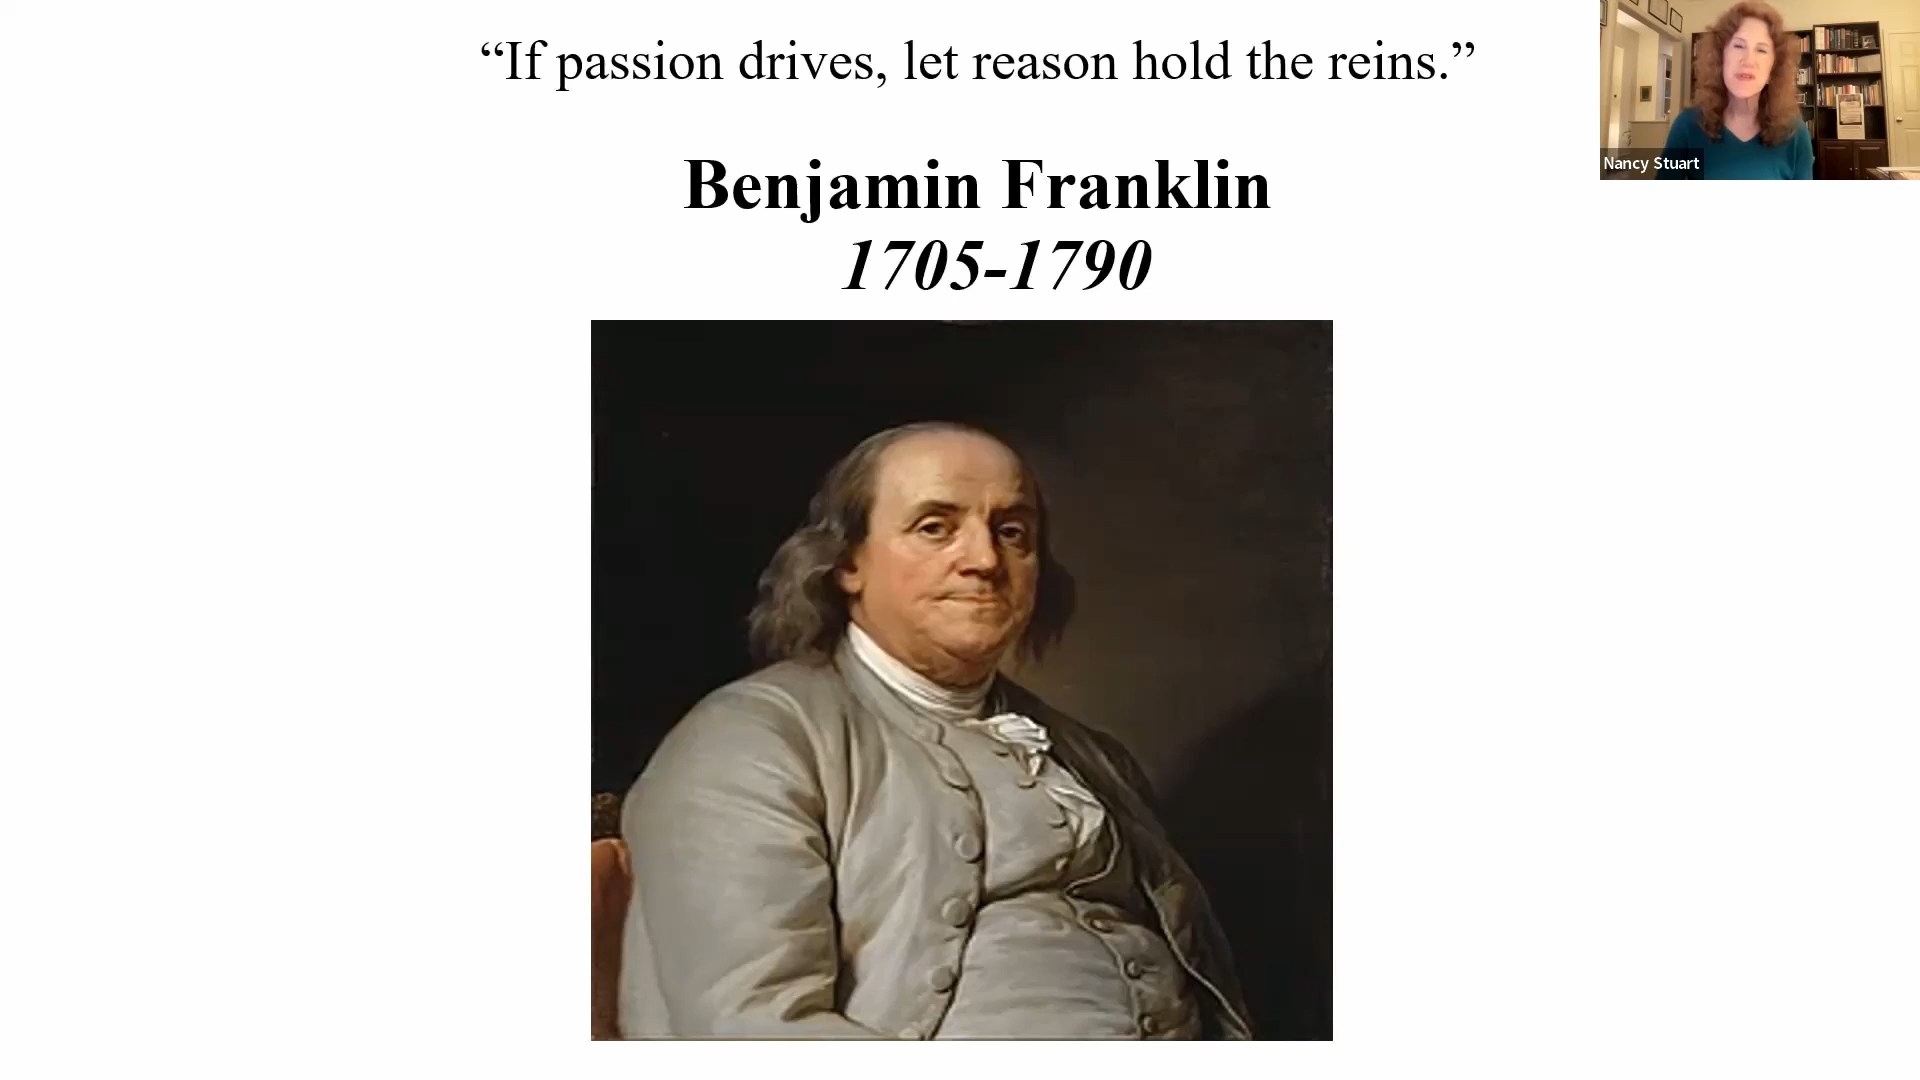 “If passion drives, let reason hold the reins.”
Benjamin Franklin
1705-1790
Nancy Stuart